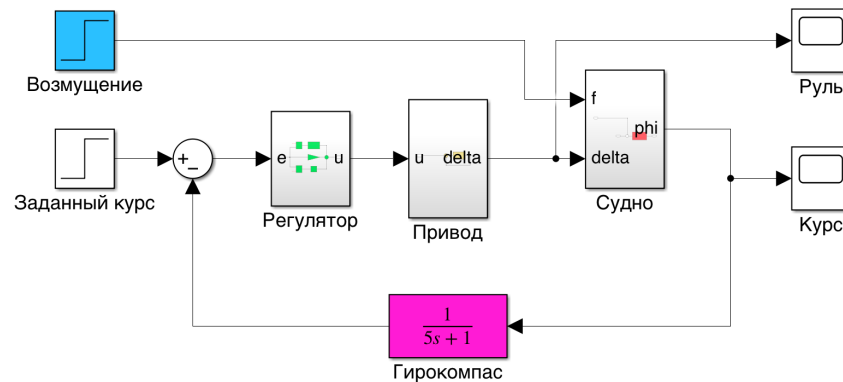 Возмущение
Заданный курс
+
−
e
u
Регулятор
u
delta
Привод
f
delta
phi
Судно
Руль
Курс
1
5s + 1
Гирокомпас